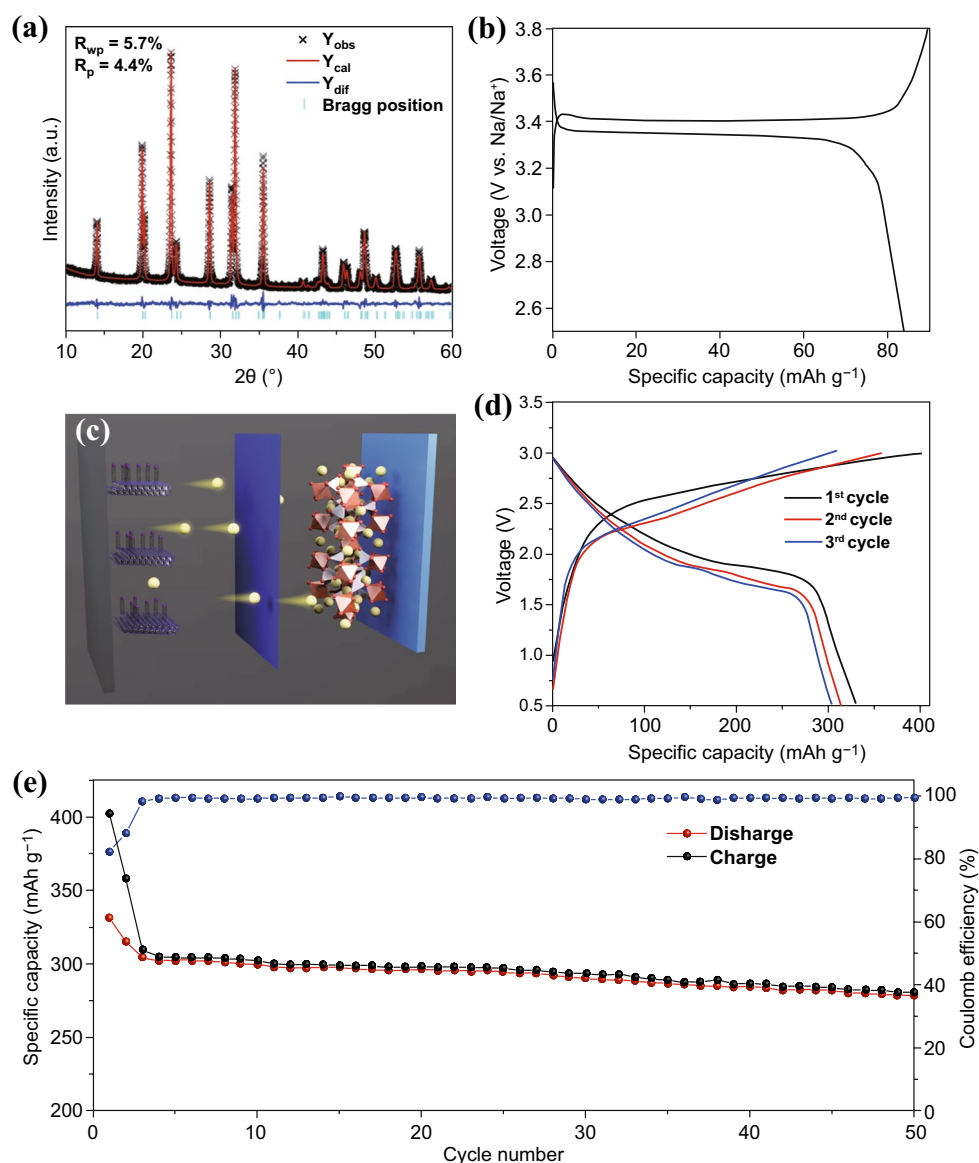 (a)
R_wp = 5.7%
R_p = 4.4%
Y_obs
Y_cal
Y_dif
Bragg position
Intensity (a.u.)
10 20 30 40 50 60
2θ (°)
(b)
3.8
3.6
3.4
3.2
3.0
2.8
2.6
Voltage (V vs. Na/Na⁺)
0 20 40 60 80
Specific capacity (mAh g⁻¹)
(c)
(d)
3.0
2.5
2.0
1.5
1.0
0.5
Voltage (V)
1ˢᵗ cycle
2ⁿᵈ cycle
3ʳᵈ cycle
0 100 200 300 400
Specific capacity (mAh g⁻¹)
(e)
400
350
300
250
200
Specific capacity (mAh g⁻¹)
Disharge
Charge
100
80
60
40
20
0
Coulomb efficiency (%)
0 10 20 30 40 50
Cycle number